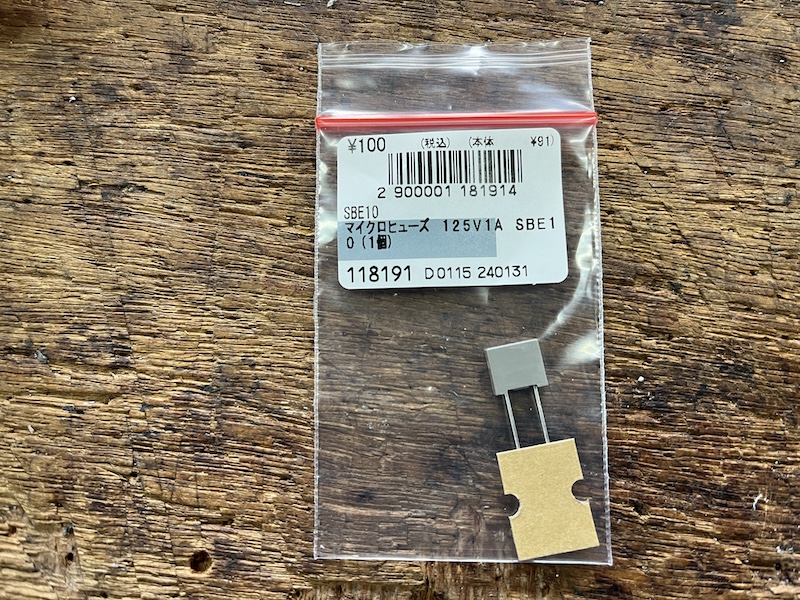 ¥100 (税込) (本体 ¥91)
2 900001 181914
SBE10
マイクロヒューズ 125V1A SBE1
0(1個)
118191 D0115 240131